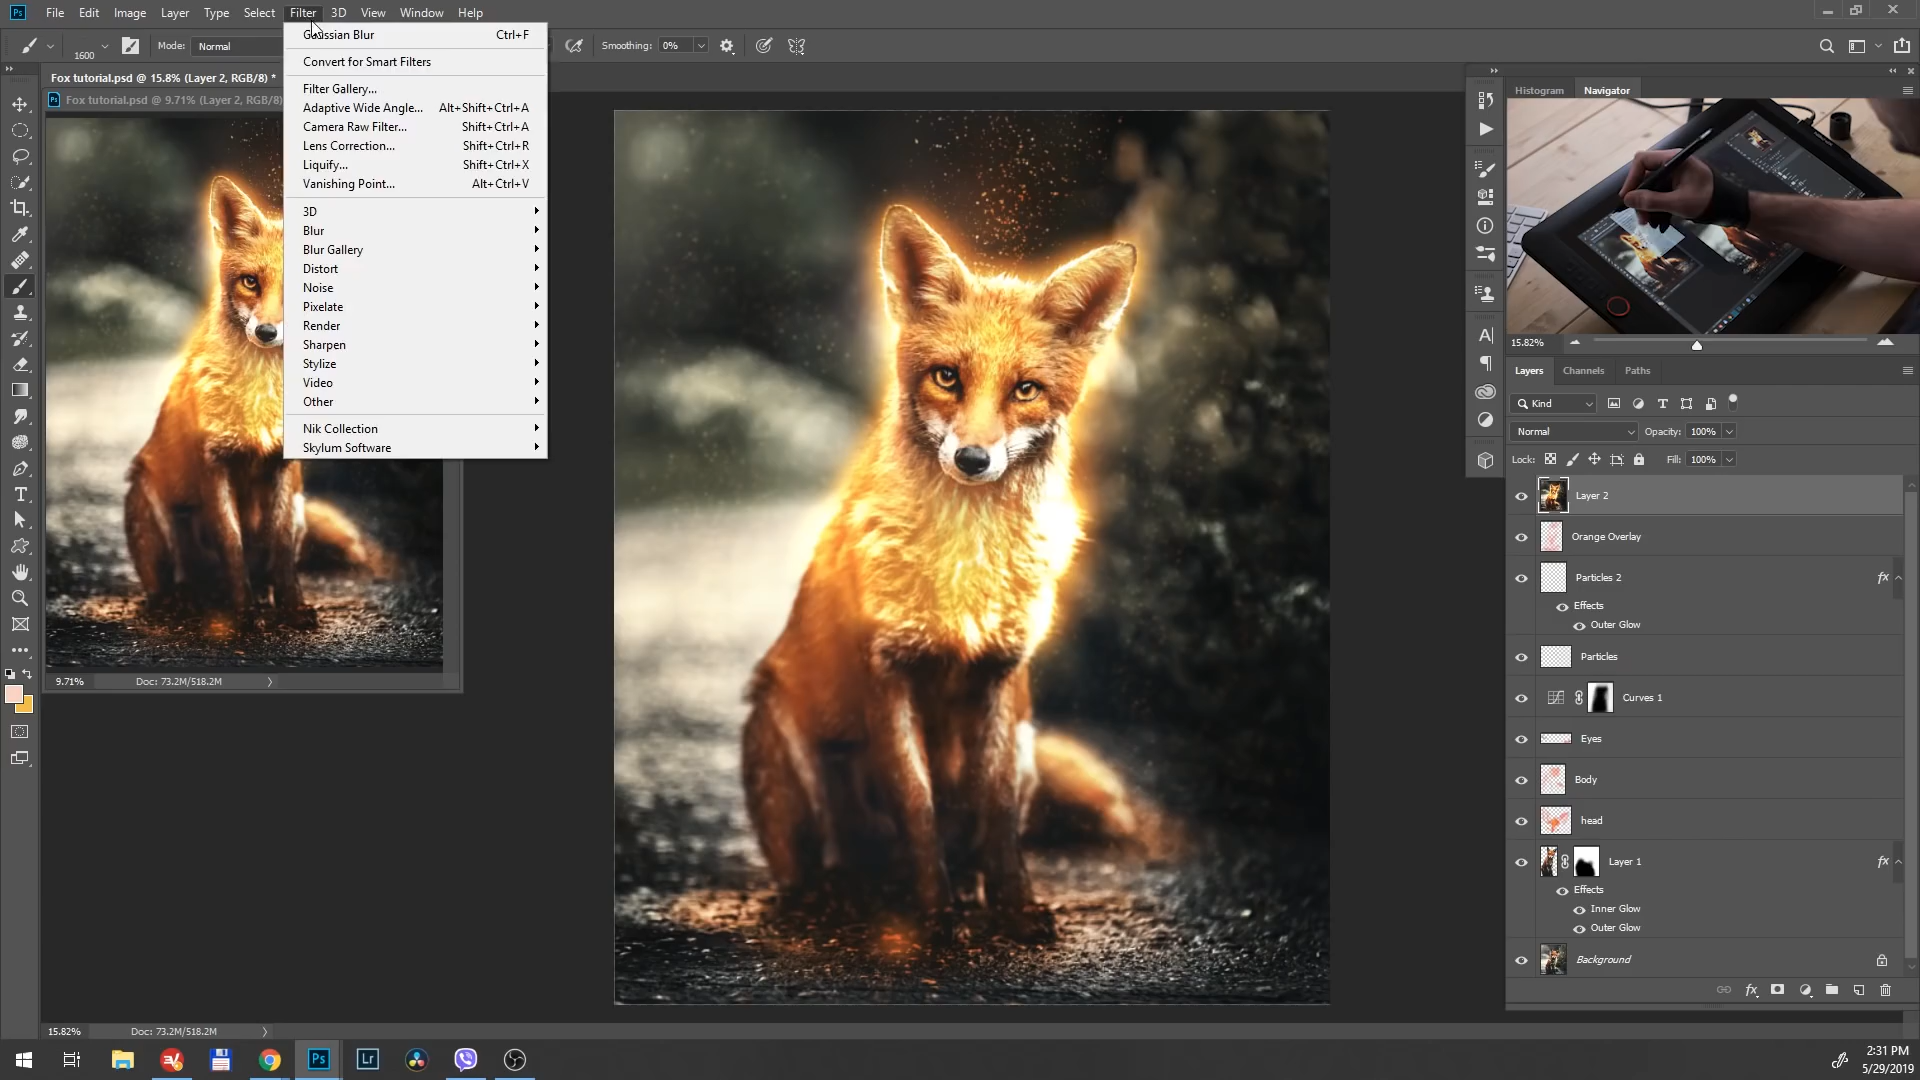 Ps File Edit Image Layer Type Select Filter 3D View Window Help
1600 Mode: Normal Smoothing: 0%
Fox tutorial.psd @ 15.8% (Layer 2, RGB/8) *
Fox tutorial.psd @ 9.71% (Layer 2, RGB/8)
Gaussian Blur Ctrl+F
Convert for Smart Filters
Filter Gallery...
Adaptive Wide Angle... Alt+Shift+Ctrl+A
Camera Raw Filter... Shift+Ctrl+A
Lens Correction... Shift+Ctrl+R
Liquify... Shift+Ctrl+X
Vanishing Point... Alt+Ctrl+V
3D
Blur
Blur Gallery
Distort
Noise
Pixelate
Render
Sharpen
Stylize
Video
Other
Nik Collection
Skylum Software
9.71% Doc: 73.2M/518.2M
15.82% Doc: 73.2M/518.2M
Histogram Navigator
15.82%
Layers Channels Paths
Kind
Normal Opacity: 100%
Lock: Fill: 100%
Layer 2
Orange Overlay
Particles 2 fx
Effects
Outer Glow
Particles
Curves 1
Eyes
Body
head
Layer 1 fx
Effects
Inner Glow
Outer Glow
Background
fx
Ps Lr
2:31 PM
5/29/2019